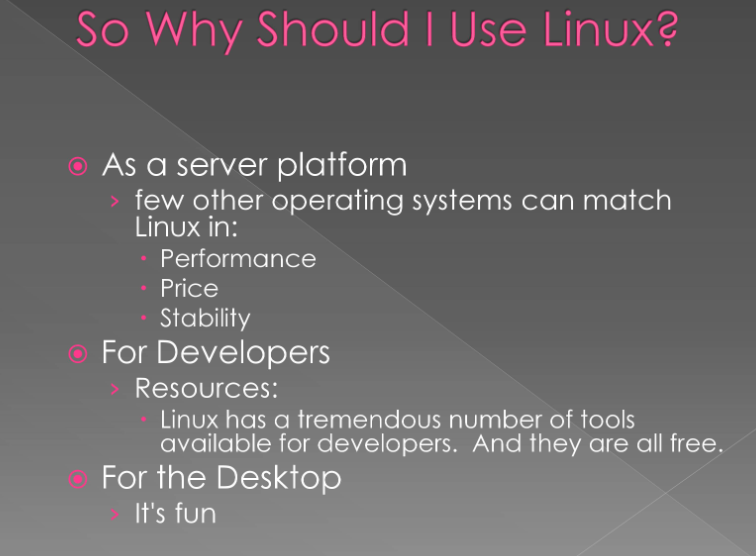 So Why Should I Use Linux?
As a server platform
few other operating systems can match
Linux in:
Performance
Price
Stability
For Developers
Resources:
Linux has a tremendous number of tools
available for developers.  And they are all free.
For the Desktop
It's fun